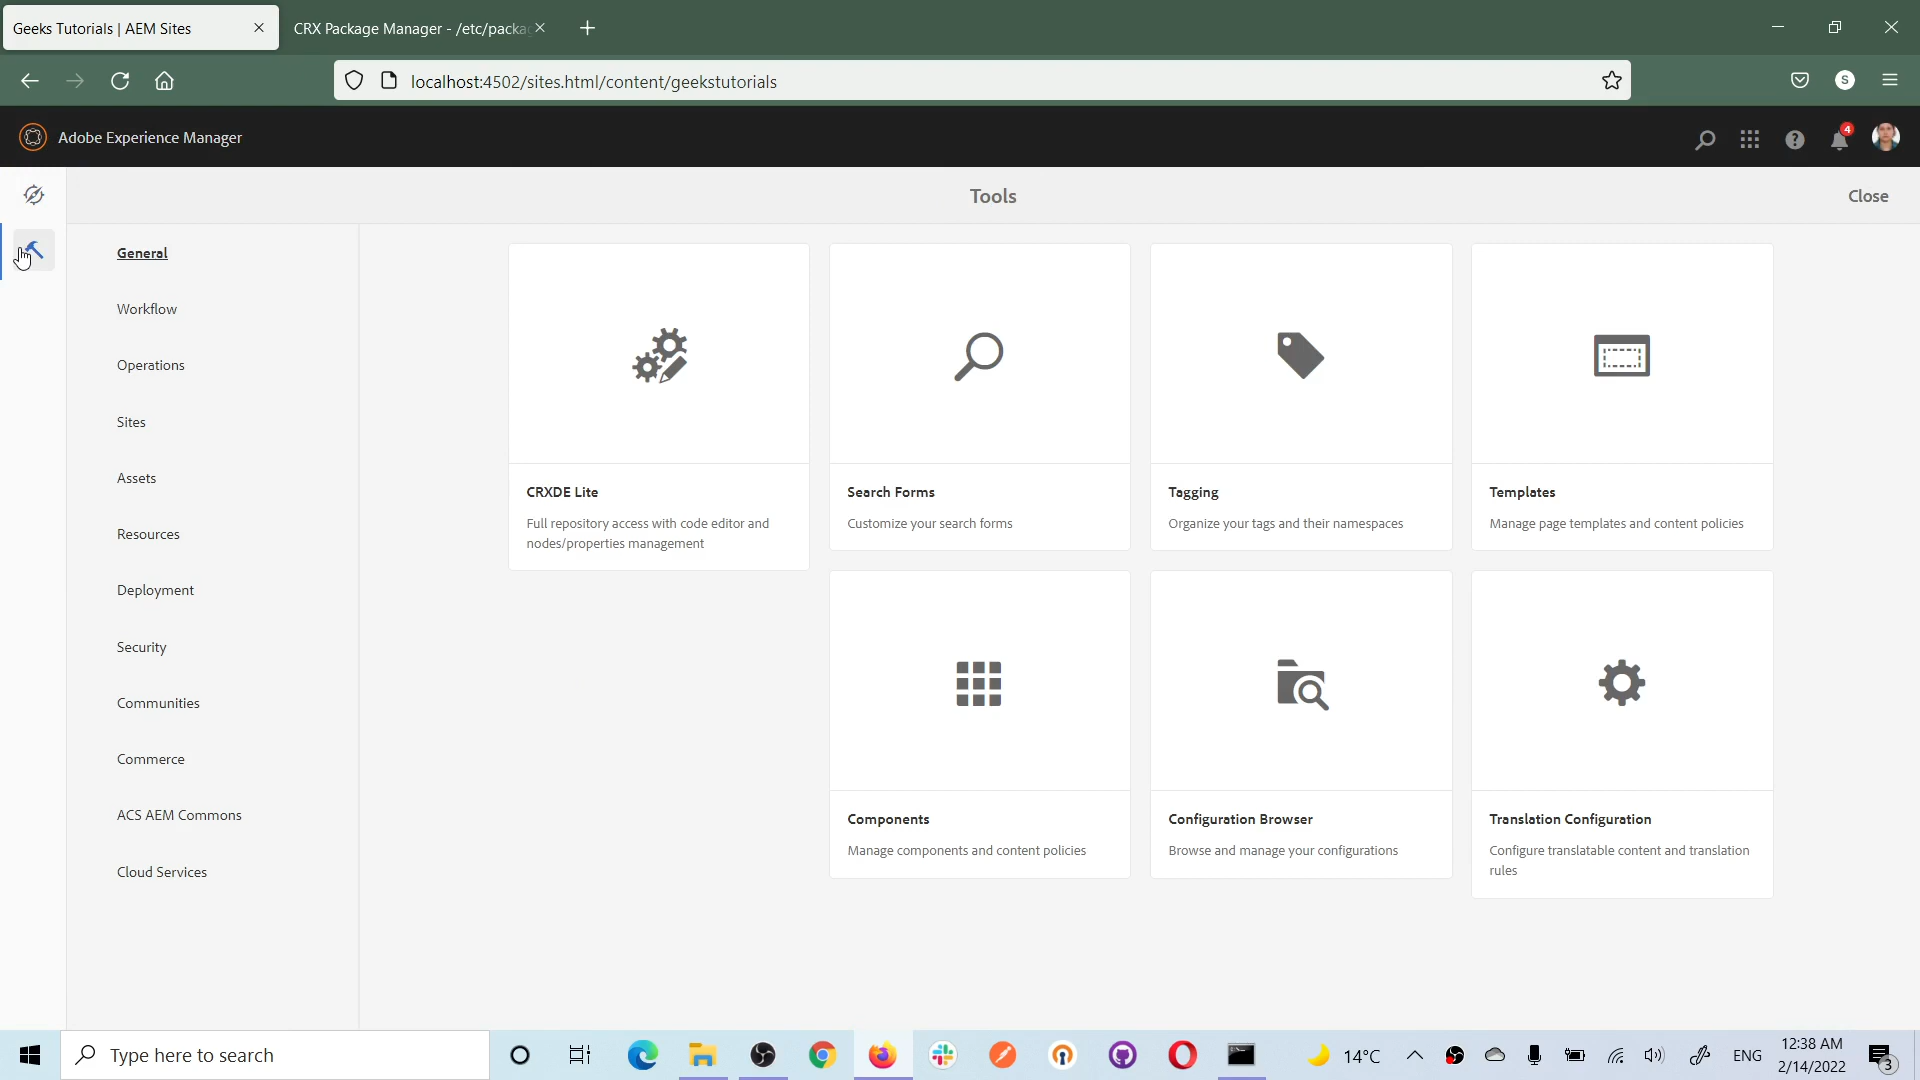 Geeks Tutorials | AEM Sites
CRX Package Manager - /etc/packa
localhost:4502/sites.html/content/geekstutorials
S
Adobe Experience Manager
4
Tools
Close
General
Workflow
Operations
Sites
Assets
Resources
Deployment
Security
Communities
Commerce
ACS AEM Commons
Cloud Services
CRXDE Lite
Full repository access with code editor and
nodes/properties management
Search Forms
Customize your search forms
Tagging
Organize your tags and their namespaces
Templates
Manage page templates and content policies
Components
Manage components and content policies
Configuration Browser
Browse and manage your configurations
Translation Configuration
Configure translatable content and translation
rules
Type here to search
14°C
ENG
12:38 AM
2/14/2022
3